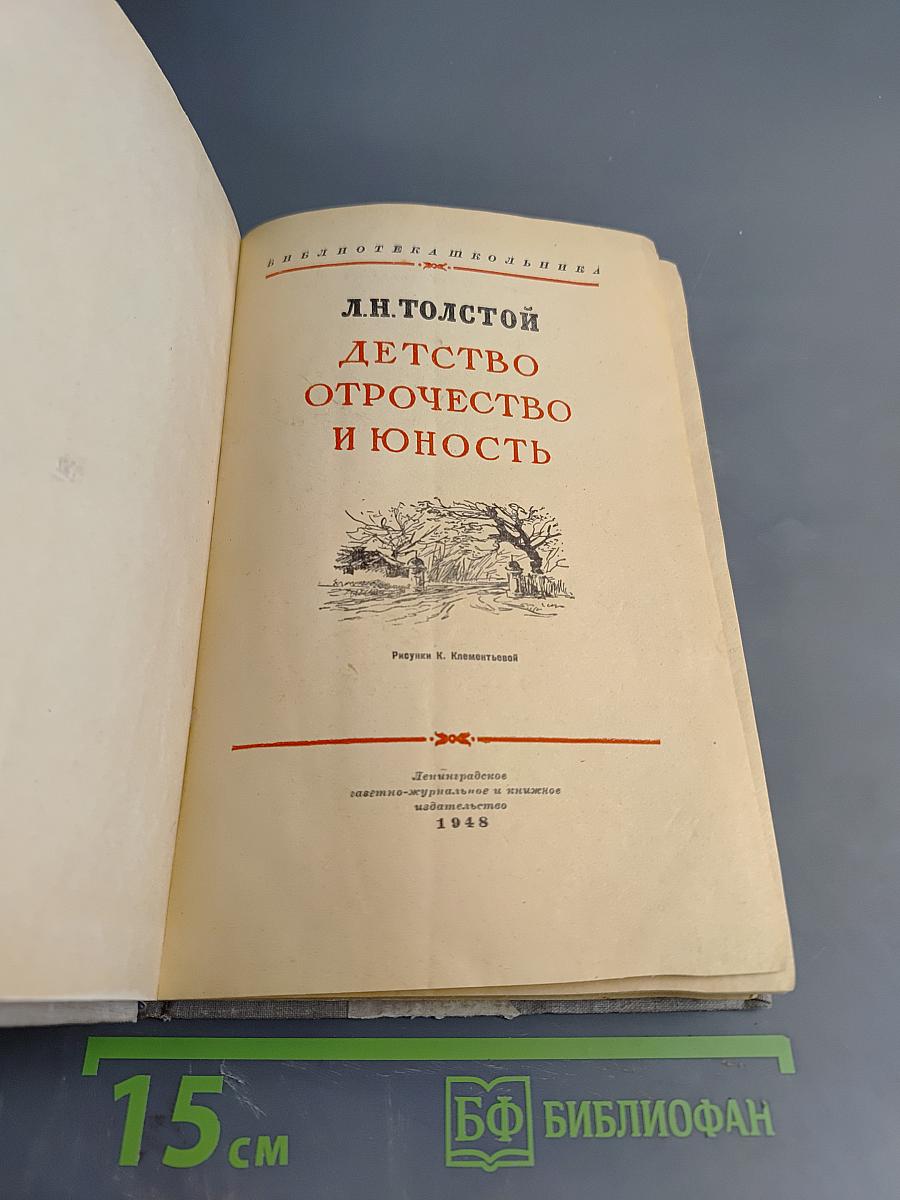 БИБЛИОТЕКА ШКОЛЬНИКА
Л.Н.ТОЛСТОЙ
ДЕТСТВО
ОТРОЧЕСТВО
И ЮНОСТЬ
Рисунки К. Клементьевой
Ленинградское
газетно-журнальное и книжное
издательство
1948
15 см
БФ БИБЛИОФАН